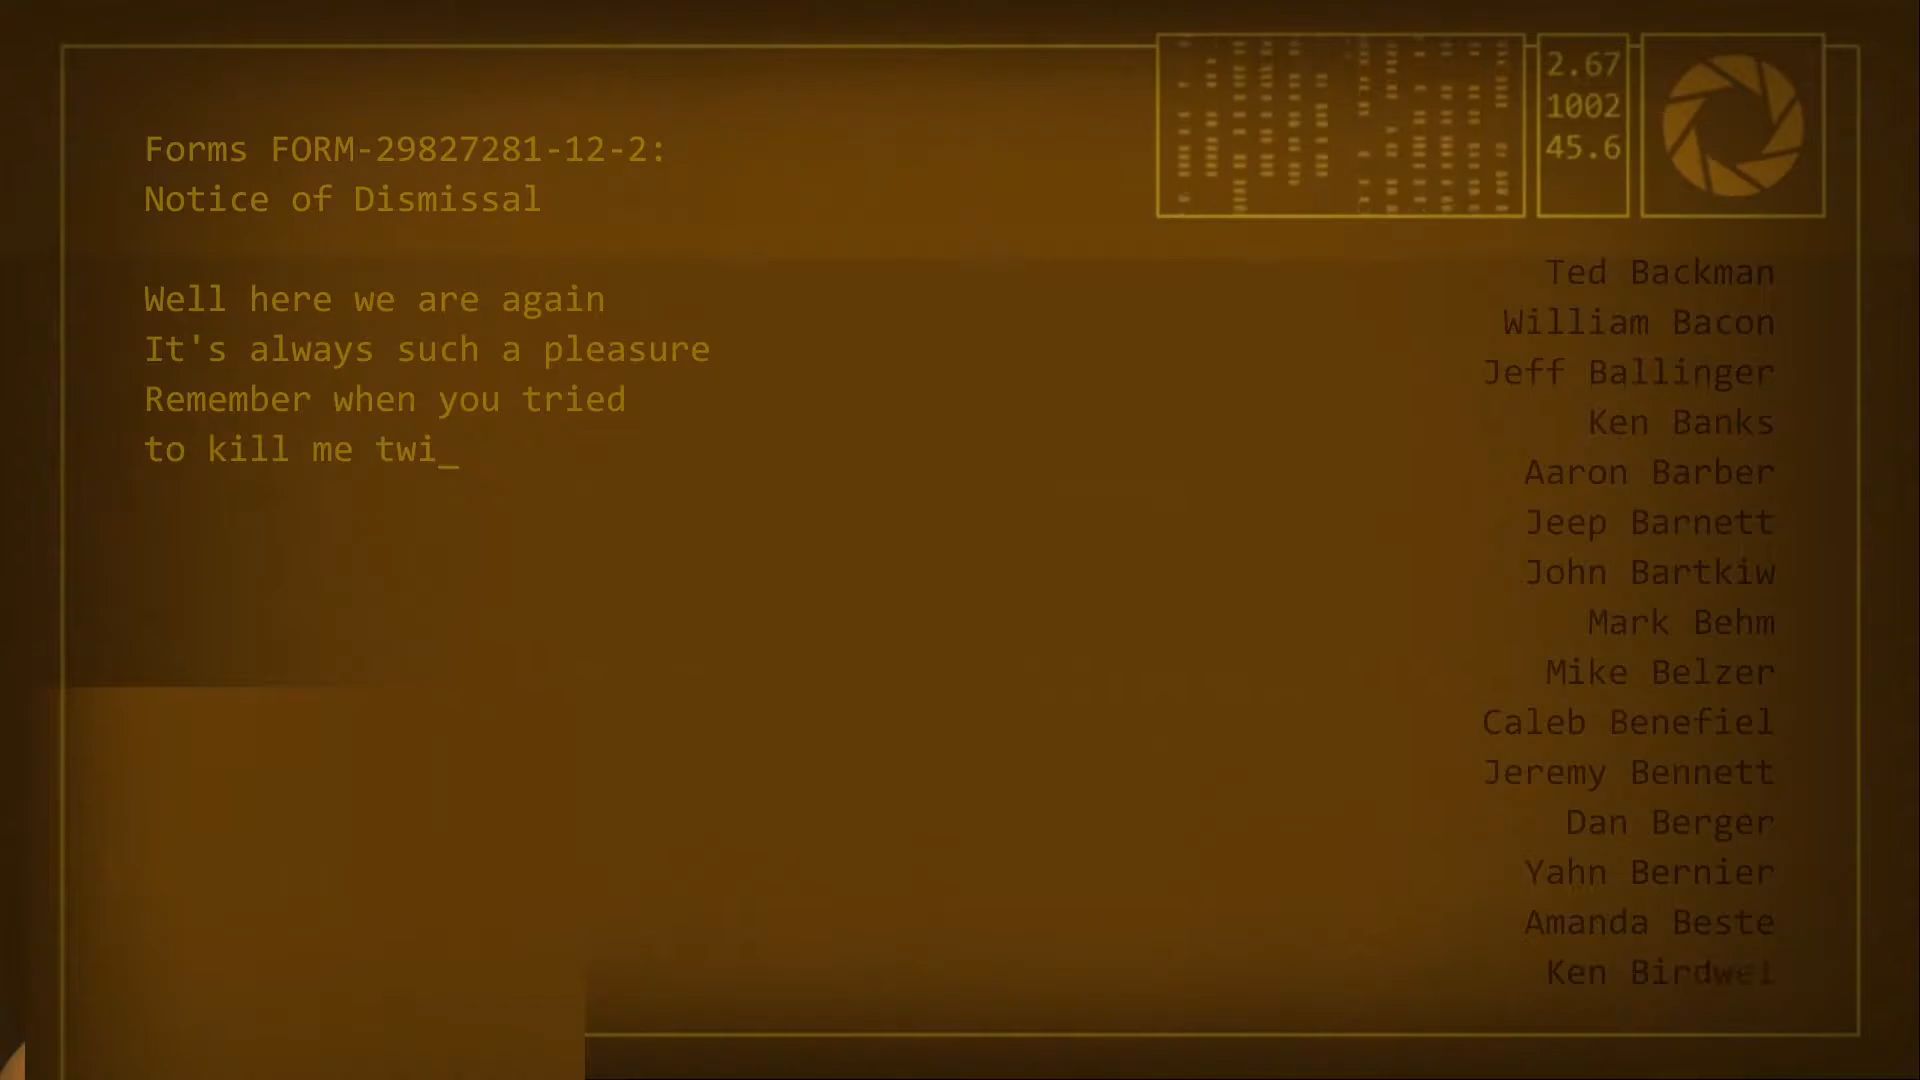 Forms FORM-29827281-12-2:
Notice of Dismissal
Well here we are again
It's always such a pleasure
Remember when you tried
to kill me twi_
2.67
1002
45.6
Ted Backman
William Bacon
Jeff Ballinger
Ken Banks
Aaron Barber
Jeep Barnett
John Bartkiw
Mark Behm
Mike Belzer
Caleb Benefiel
Jeremy Bennett
Dan Berger
Yahn Bernier
Amanda Beste
Ken Birdwel